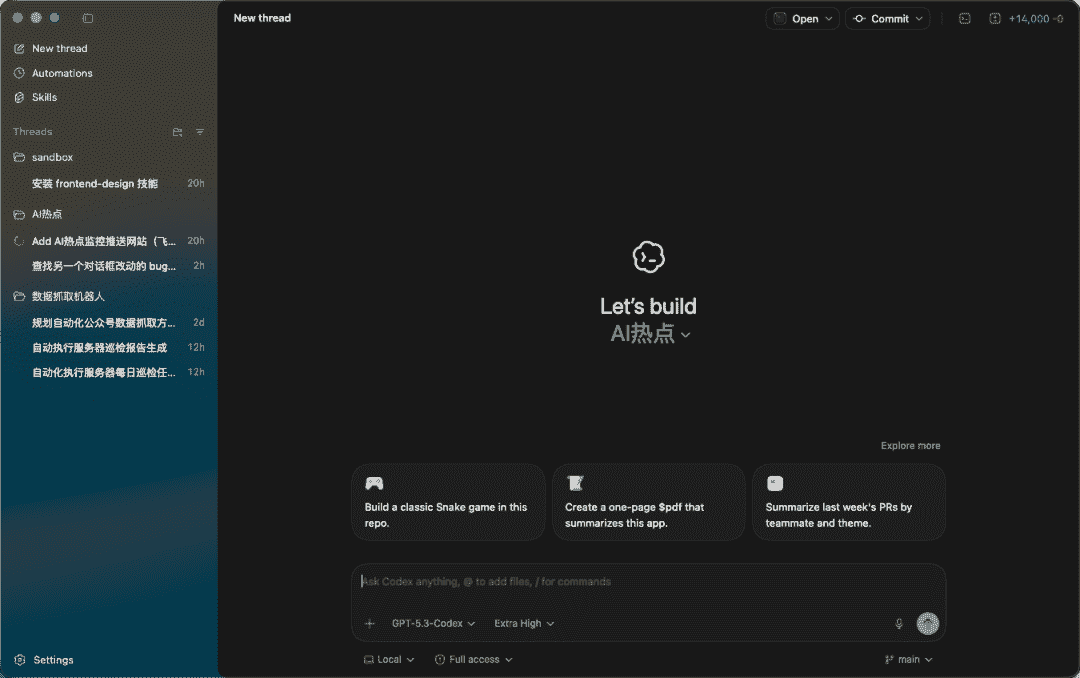 New thread
Automations
Skills
Threads
sandbox
安装 frontend-design 技能 20h
AI热点
Add AI热点监控推送网站（飞... 20h
查找另一个对话框改动的 bug... 2h
数据抓取机器人
规划自动化公众号数据抓取方... 2d
自动执行服务器巡检报告生成 12h
自动化执行服务器每日巡检任... 12h
Settings
New thread
Open
Commit
+14,000 -0
Let's build
AI热点
Explore more
Build a classic Snake game in this
repo.
Create a one-page $pdf that
summarizes this app.
Summarize last week's PRs by
teammate and theme.
Ask Codex anything, @ to add files, / for commands
GPT-5.3-Codex Extra High
Local Full access main